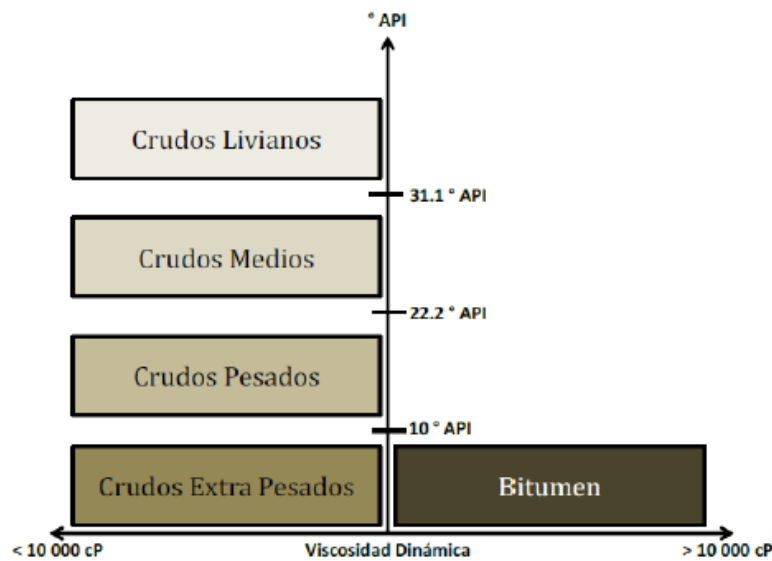 ° API
Crudos Livianos
31.1 ° API
Crudos Medios
22.2 ° API
Crudos Pesados
10 ° API
Crudos Extra Pesados
Bitumen
< 10 000 cP
Viscosidad Dinámica
> 10 000 cP